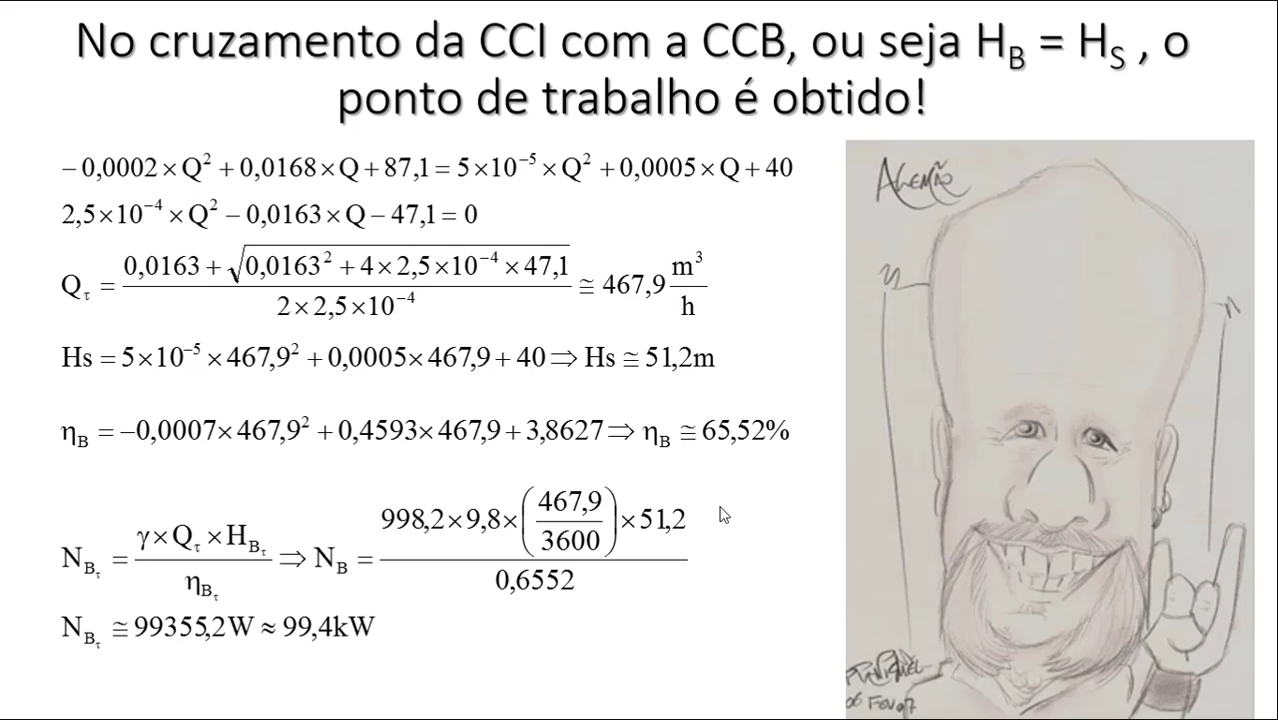 No cruzamento da CCI com a CCB, ou seja H_B = H_S , o
ponto de trabalho é obtido!
−0,0002×Q² +0,0168×Q+87,1 = 5×10⁻⁵ ×Q² +0,0005×Q+40
2,5×10⁻⁴ ×Q² −0,0163×Q−47,1 = 0
Q_τ = (0,0163+√(0,0163² +4×2,5×10⁻⁴ ×47,1)) / (2×2,5×10⁻⁴) ≅ 467,9 m³/h
Hs = 5×10⁻⁵ ×467,9² +0,0005×467,9+40 ⇒ Hs ≅ 51,2m
η_B = −0,0007×467,9² +0,4593×467,9+3,8627 ⇒ η_B ≅ 65,52%
N_Bτ = (γ×Q_τ×H_Bτ) / η_Bτ ⇒ N_B = (998,2×9,8×(467,9/3600)×51,2) / 0,6552
N_Bτ ≅ 99355,2W ≈ 99,4kW
ALEMÃO
06 FEV 07